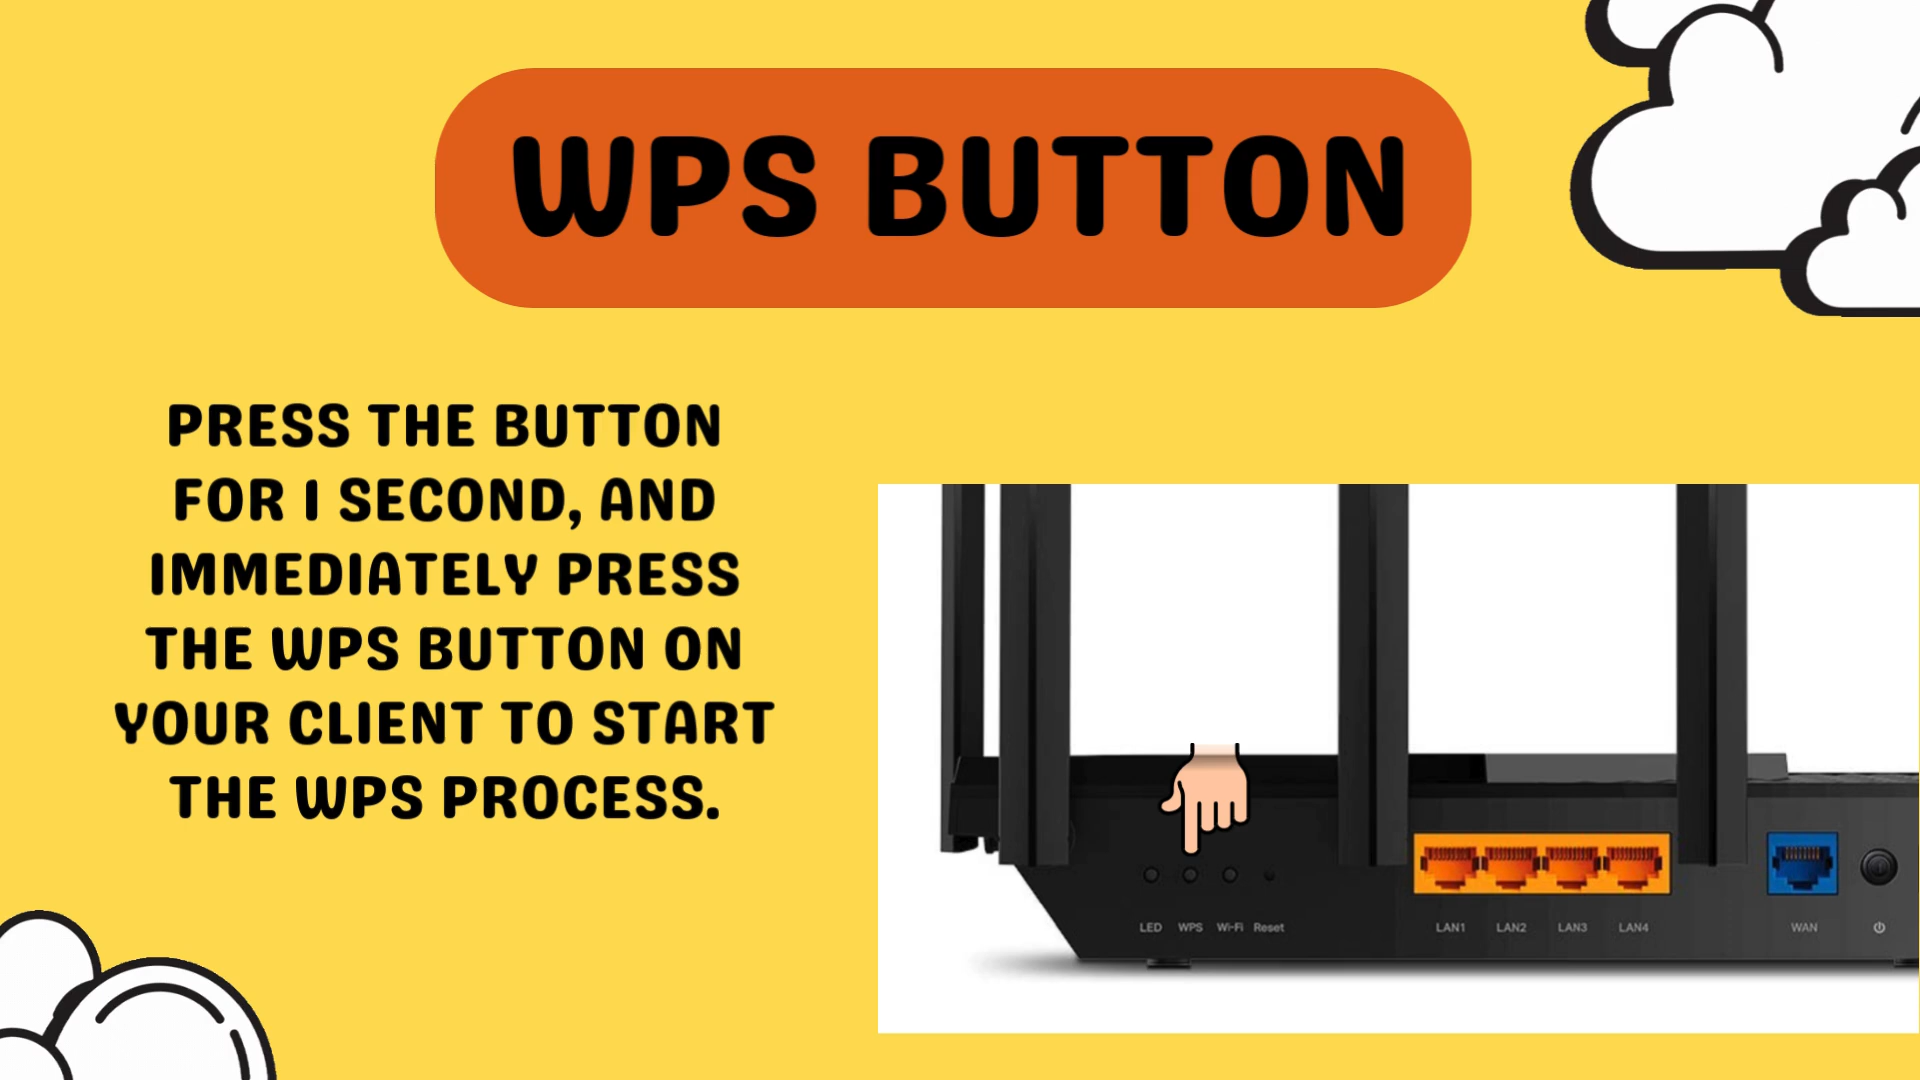 WPS BUTTON
PRESS THE BUTTON
FOR 1 SECOND, AND
IMMEDIATELY PRESS
THE WPS BUTTON ON
YOUR CLIENT TO START
THE WPS PROCESS.
LED WPS Wi-Fi Reset LAN1 LAN2 LAN3 LAN4 WAN